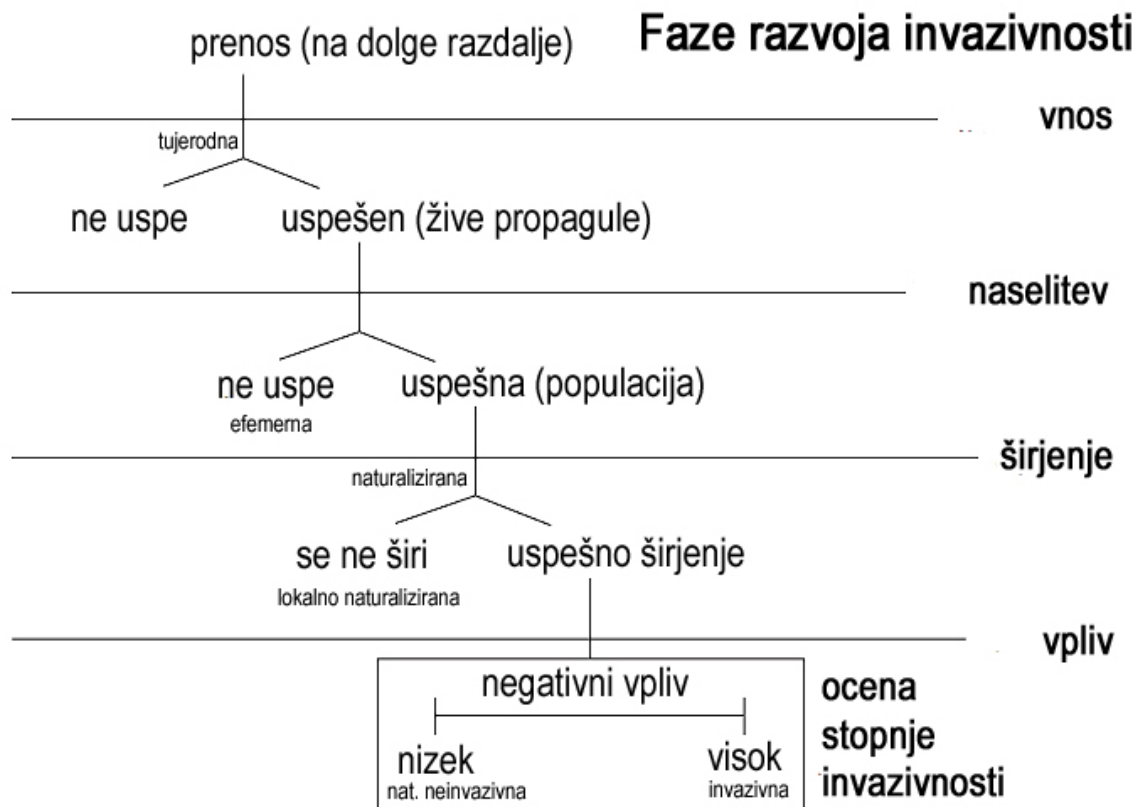 Faze razvoja invazivnosti
prenos (na dolge razdalje)
vnos
tujerodna
ne uspe
uspešen (žive propagule)
naselitev
ne uspe
efemerna
uspešna (populacija)
širjenje
naturalizirana
se ne širi
lokalno naturalizirana
uspešno širjenje
vpliv
negativni vpliv
nizek
nat. neinvazivna
visok
invazivna
ocena
stopnje
invazivnosti